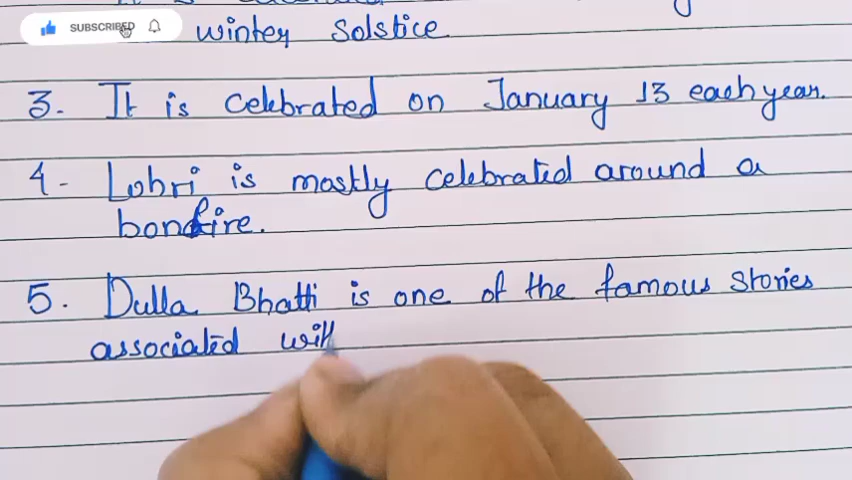 SUBSCRIBED
winter Solstice
3. It is celebrated on January 13 each year.
4- Lohri is mostly celebrated around a
bonfire.
5. Dulla Bhatti is one of the famous stories
associated with